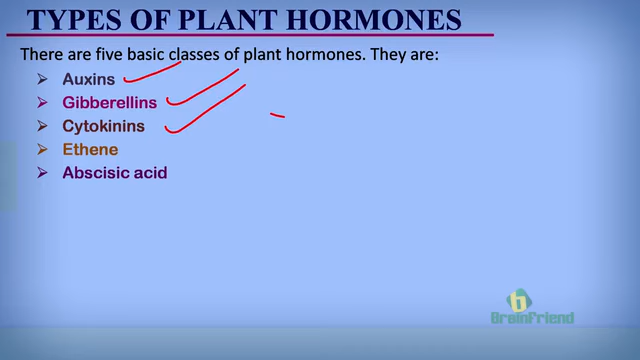 TYPES OF PLANT HORMONES
There are five basic classes of plant hormones. They are:
Auxins
Gibberellins
Cytokinins
Ethene
Abscisic acid
b
BrainFriend